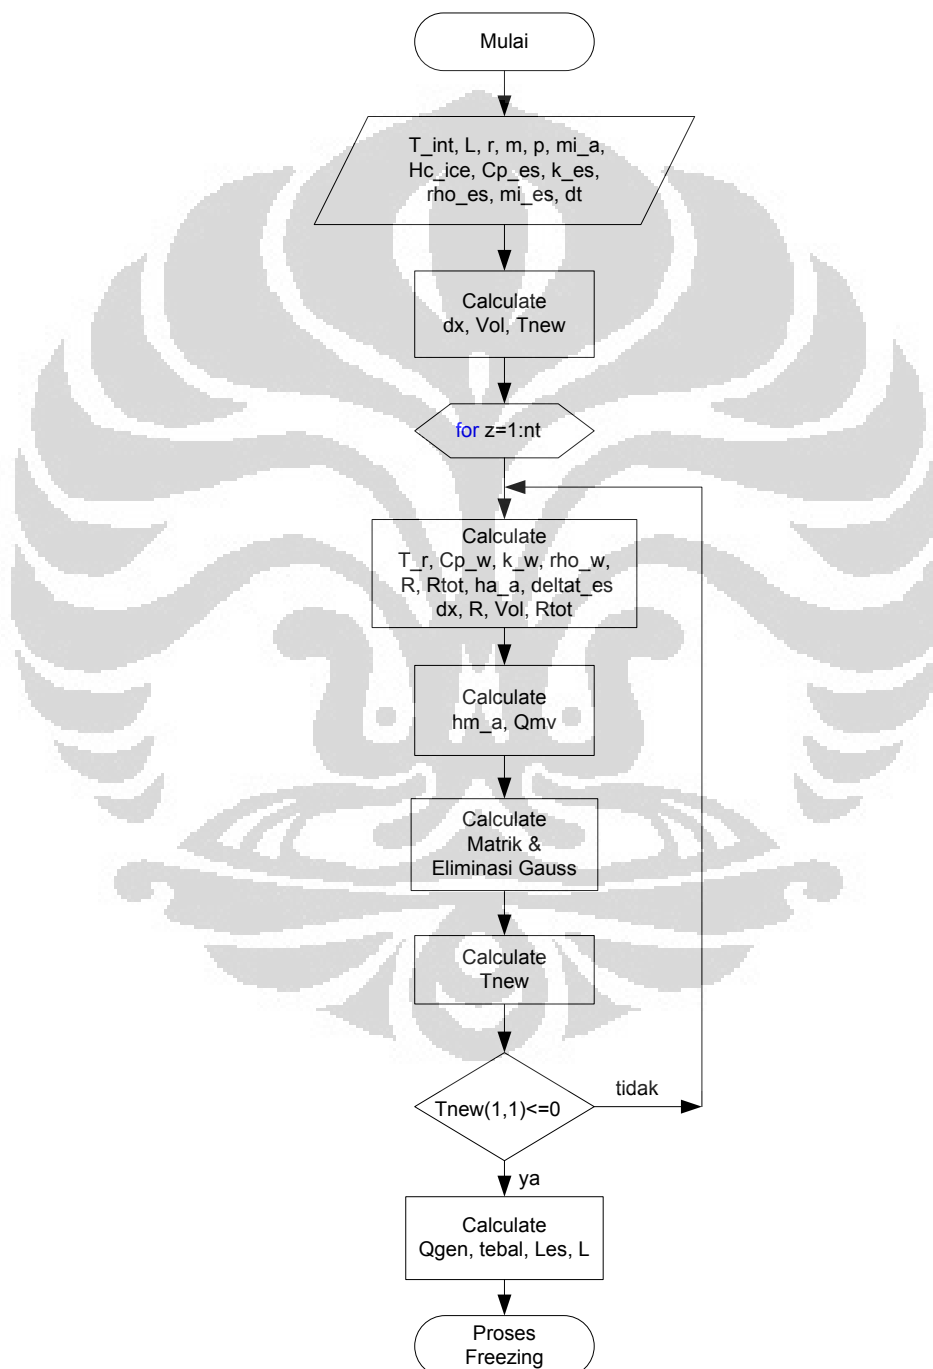 Mulai
T_int, L, r, m, p, mi_a,
Hc_ice, Cp_es, k_es,
rho_es, mi_es, dt
Calculate
dx, Vol, Tnew
for z=1:nt
Calculate
T_r, Cp_w, k_w, rho_w,
R, Rtot, ha_a, deltat_es
dx, R, Vol, Rtot
Calculate
hm_a, Qmv
Calculate
Matrik &
Eliminasi Gauss
Calculate
Tnew
Tnew(1,1)<=0
tidak
ya
Calculate
Qgen, tebal, Les, L
Proses
Freezing